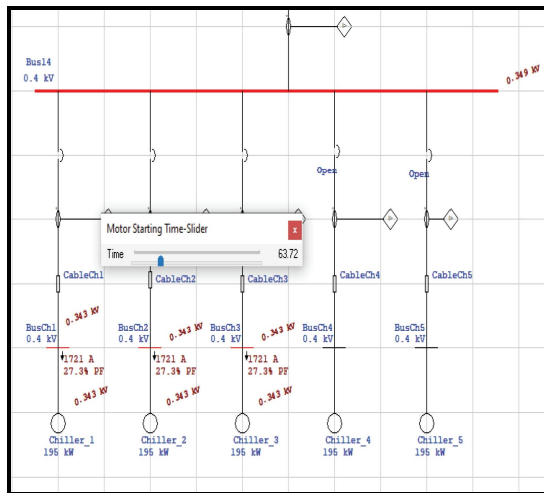 Bus14
0.4 kV
0.349 kV
Open
Open
Motor Starting Time-Slider
x
Time
63.72
CableCh1
CableCh2
CableCh3
CableCh4
CableCh5
0.343 kV
0.343 kV
0.343 kV
BusCh1
0.4 kV
BusCh2
0.4 kV
BusCh3
0.4 kV
BusCh4
0.4 kV
BusCh5
0.4 kV
1721 A
27.3% PF
1721 A
27.3% PF
1721 A
27.3% PF
0.343 kV
0.343 kV
0.343 kV
Chiller_1
195 kW
Chiller_2
195 kW
Chiller_3
195 kW
Chiller_4
195 kW
Chiller_5
195 kW